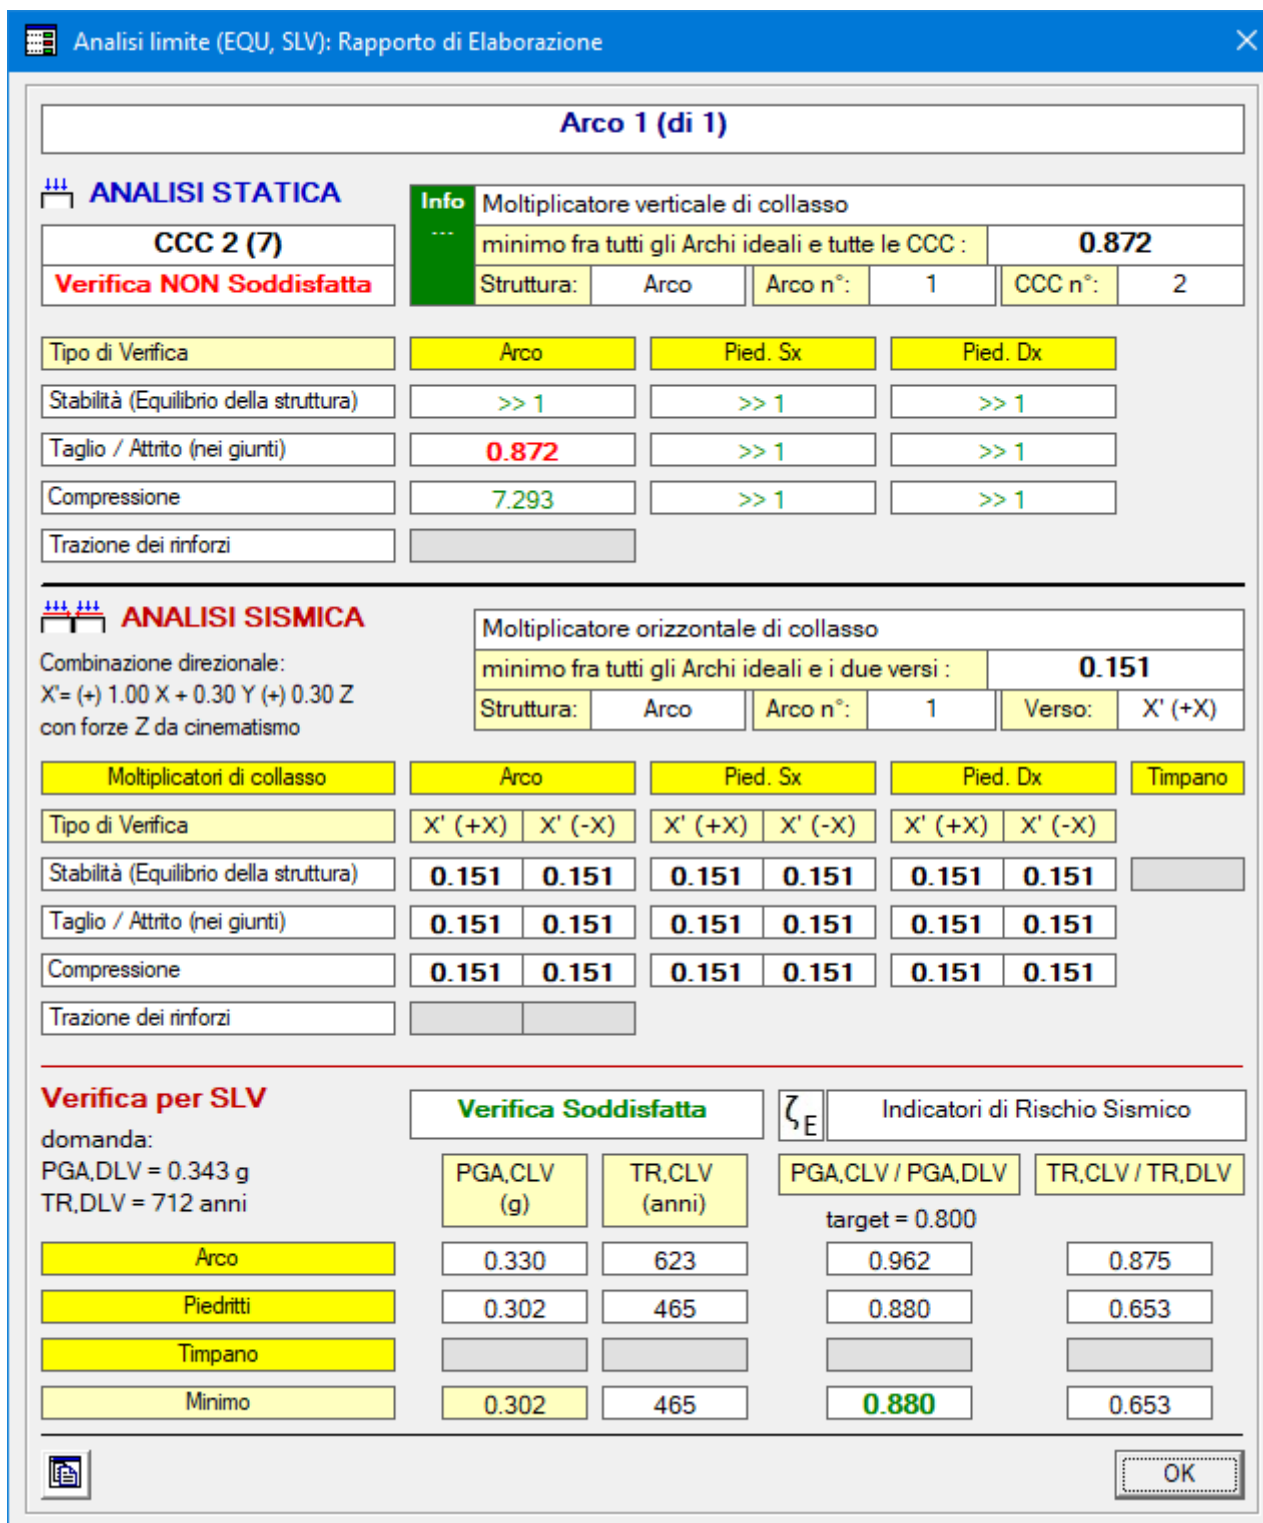 Analisi limite (EQU, SLV): Rapporto di Elaborazione
Arco 1 (di 1)
ANALISI STATICA
CCC 2 (7)
Verifica NON Soddisfatta
Info
...
Moltiplicatore verticale di collasso
minimo fra tutti gli Archi ideali e tutte le CCC : 0.872
Struttura: Arco Arco n°: 1 CCC n°: 2
Tipo di Verifica Arco Pied. Sx Pied. Dx
Stabilità (Equilibrio della struttura) >> 1 >> 1 >> 1
Taglio / Attrito (nei giunti) 0.872 >> 1 >> 1
Compressione 7.293 >> 1 >> 1
Trazione dei rinforzi
ANALISI SISMICA
Combinazione direzionale:
X'= (+) 1.00 X + 0.30 Y (+) 0.30 Z
con forze Z da cinematismo
Moltiplicatore orizzontale di collasso
minimo fra tutti gli Archi ideali e i due versi : 0.151
Struttura: Arco Arco n°: 1 Verso: X' (+X)
Moltiplicatori di collasso Arco Pied. Sx Pied. Dx Timpano
Tipo di Verifica X' (+X) X' (-X) X' (+X) X' (-X) X' (+X) X' (-X)
Stabilità (Equilibrio della struttura) 0.151 0.151 0.151 0.151 0.151 0.151
Taglio / Attrito (nei giunti) 0.151 0.151 0.151 0.151 0.151 0.151
Compressione 0.151 0.151 0.151 0.151 0.151 0.151
Trazione dei rinforzi
Verifica per SLV
domanda:
PGA,DLV = 0.343 g
TR,DLV = 712 anni
Verifica Soddisfatta
ζE Indicatori di Rischio Sismico
PGA,CLV (g) TR,CLV (anni) PGA,CLV / PGA,DLV TR,CLV / TR,DLV
target = 0.800
Arco 0.330 623 0.962 0.875
Piedritti 0.302 465 0.880 0.653
Timpano
Minimo 0.302 465 0.880 0.653
OK